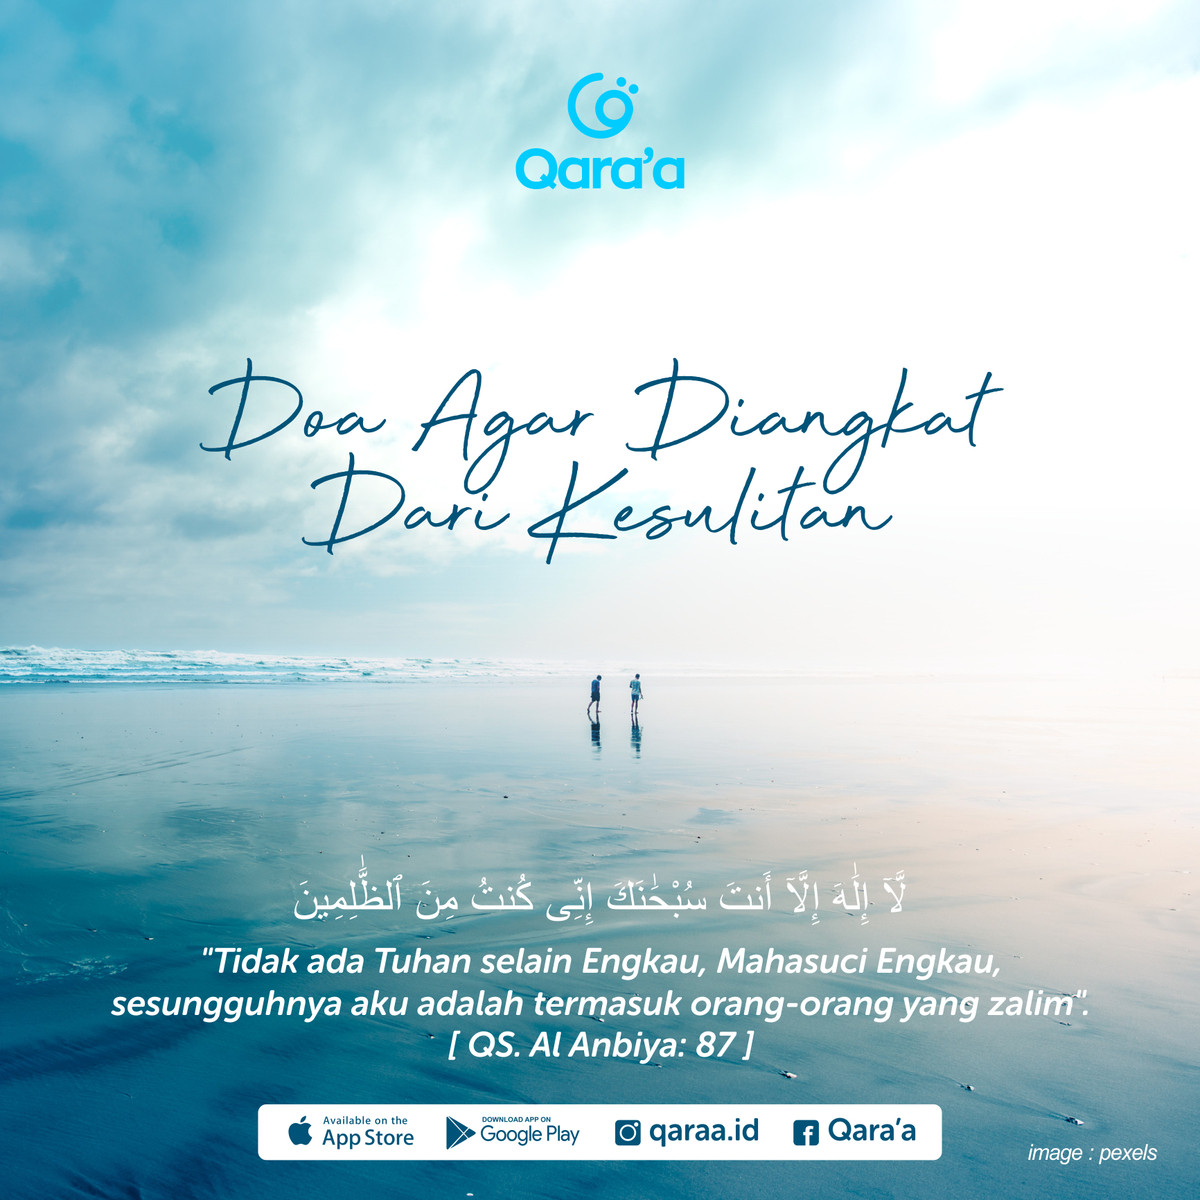 Qara'a
Doa Agar Diangkat
Dari Kesulitan
لَّآ إِلَٰهَ إِلَّآ أَنتَ سُبْحَٰنَكَ إِنِّى كُنتُ مِنَ ٱلظَّٰلِمِينَ
"Tidak ada Tuhan selain Engkau, Mahasuci Engkau,
sesungguhnya aku adalah termasuk orang-orang yang zalim".
[ QS. Al Anbiya: 87 ]
Available on the
App Store
DOWNLOAD APP ON
Google Play
qaraa.id
Qara'a
image : pexels